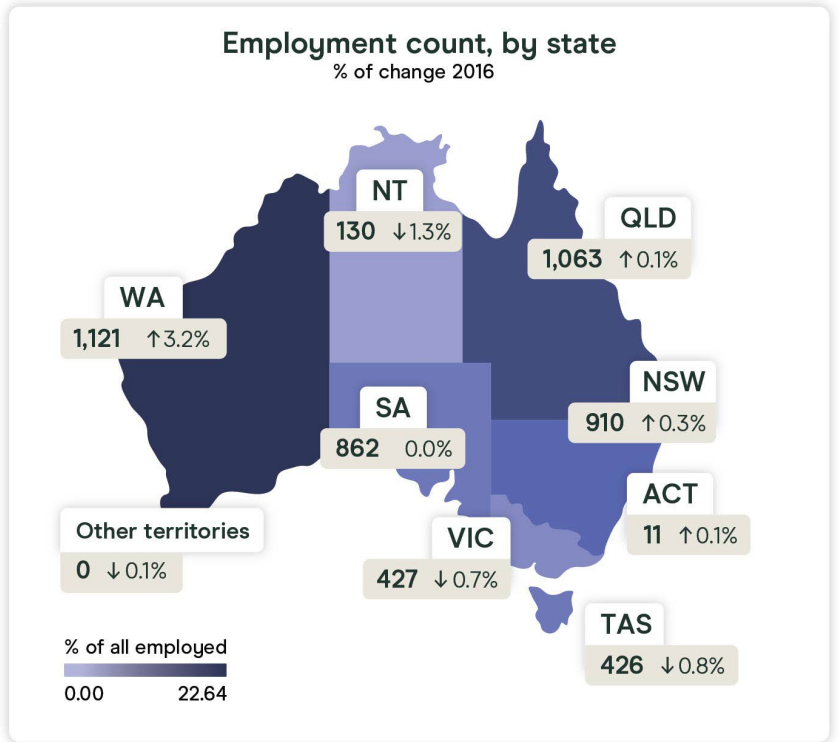 Employment count, by state
% of change 2016
NT
130 ↓1.3%
QLD
1,063 ↑0.1%
WA
1,121 ↑3.2%
NSW
910 ↑0.3%
SA
862 0.0%
ACT
11 ↑0.1%
Other territories
0 ↓0.1%
VIC
427 ↓0.7%
TAS
426 ↓0.8%
% of all employed
0.00 22.64